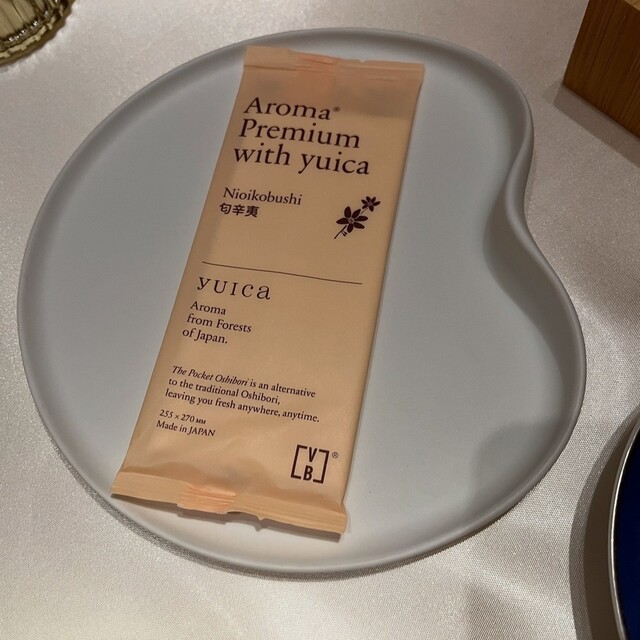 Aroma®
Premium
with yuica
Nioikobushi
匂辛夷
yuica
Aroma
from Forests
of Japan.
The Pocket Oshibori is an alternative
to the traditional Oshibori,
leaving you fresh anywhere, anytime.
255 × 270 MM
Made in JAPAN
[VB]®